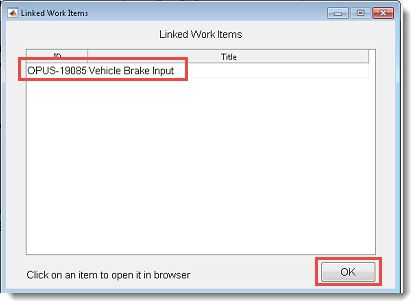 Linked Work Items
Linked Work Items
ID Title
OPUS-19085 Vehicle Brake Input
Click on an item to open it in browser
OK